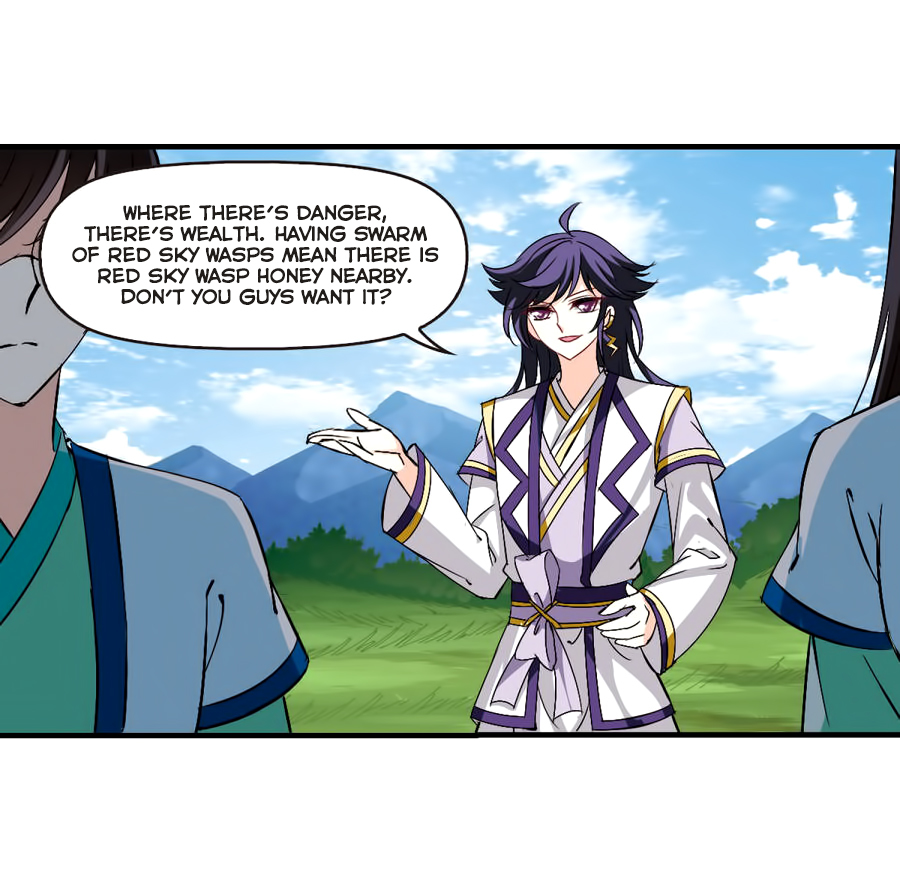 WHERE THERE'S DANGER,
THERE'S WEALTH. HAVING SWARM
OF RED SKY WASPS MEAN THERE IS
RED SKY WASP HONEY NEARBY.
DON'T YOU GUYS WANT IT?